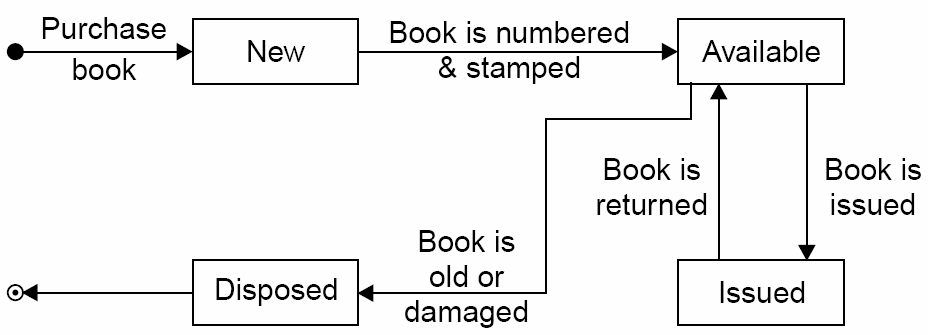 Purchase
book
New
Book is numbered
& stamped
Available
Book is
returned
Book is
issued
Book is
old or
damaged
Disposed
Issued